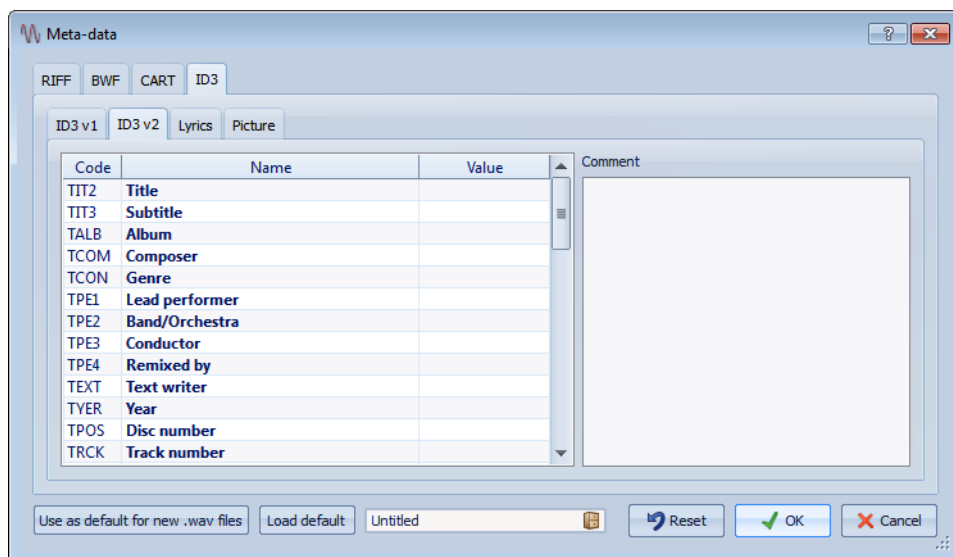 Meta-data
RIFF BWF CART ID3
ID3 v1 ID3 v2 Lyrics Picture
Code Name Value Comment
TIT2 Title
TIT3 Subtitle
TALB Album
TCOM Composer
TCON Genre
TPE1 Lead performer
TPE2 Band/Orchestra
TPE3 Conductor
TPE4 Remixed by
TEXT Text writer
TYER Year
TPOS Disc number
TRCK Track number
Use as default for new .wav files Load default Untitled Reset OK Cancel